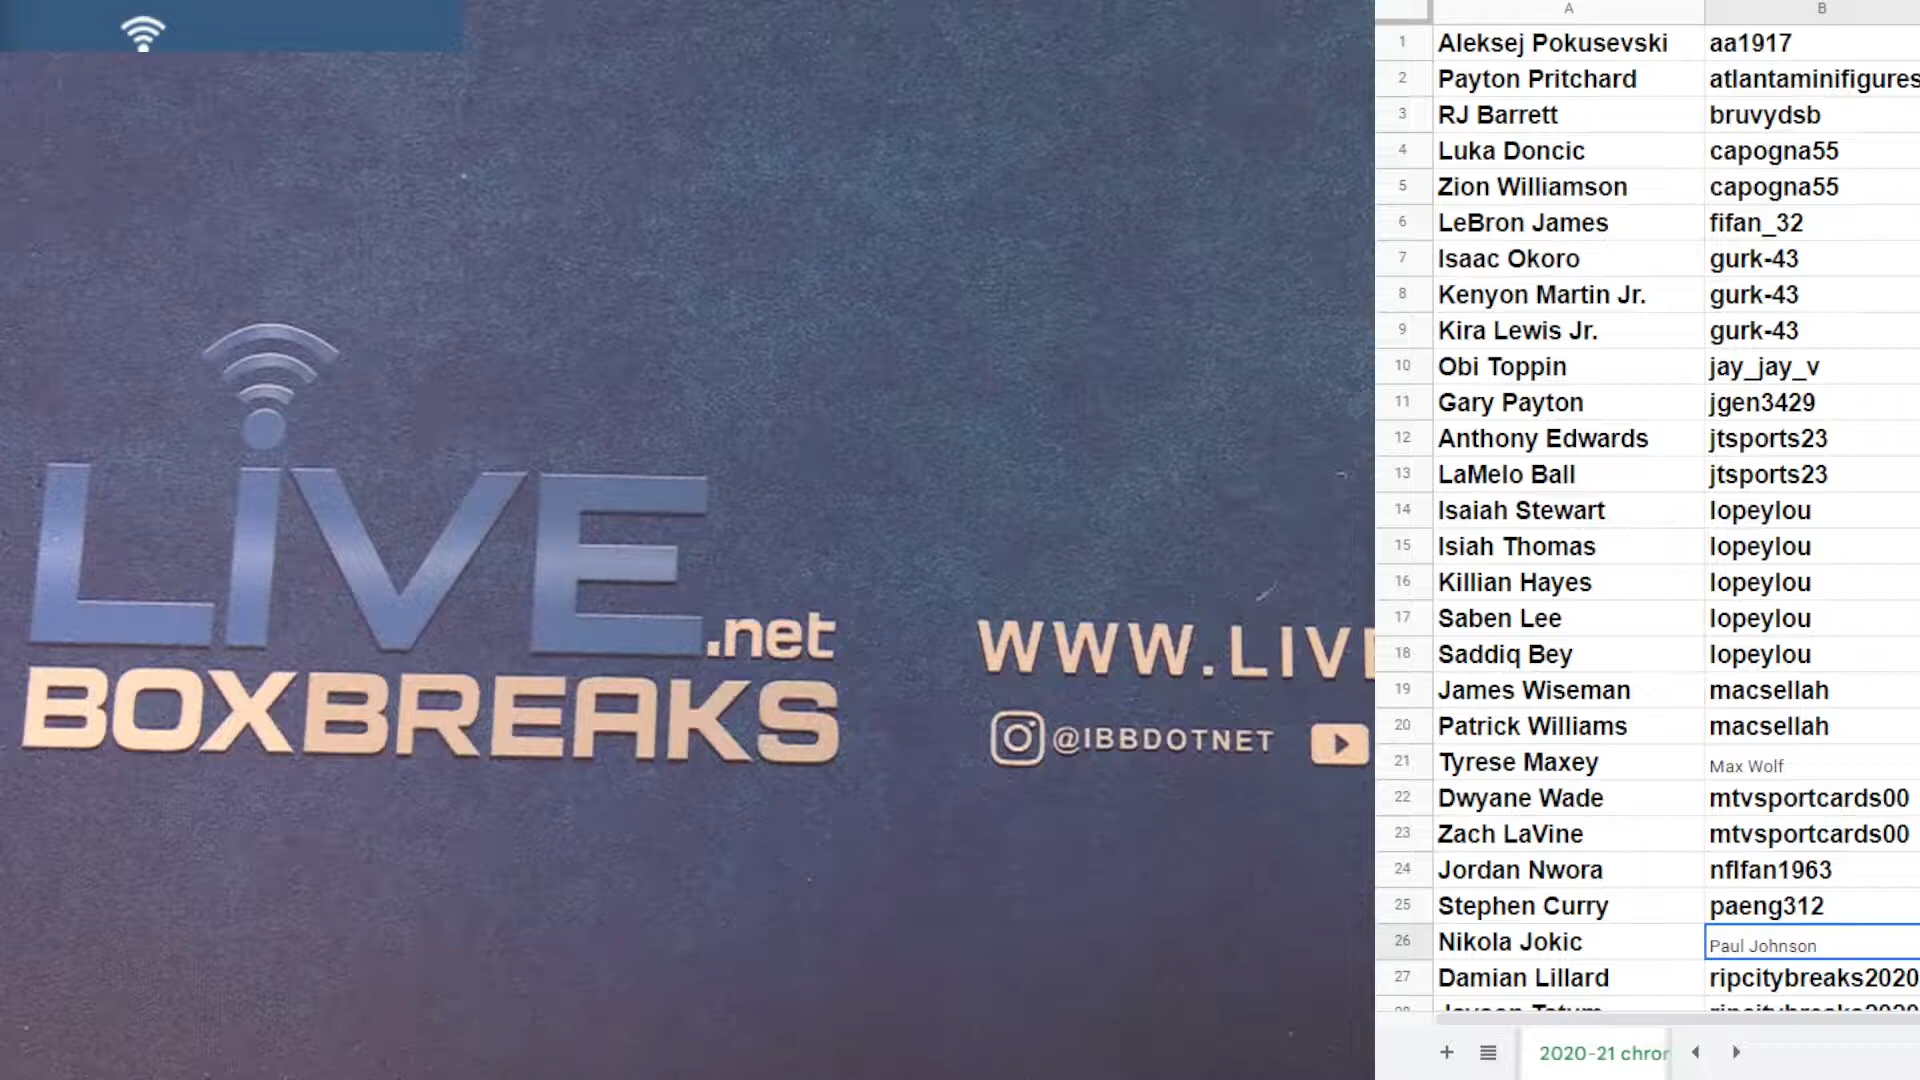 LIVE
.net
BOXBREAKS
WWW.LIV
@IBBDOTNET
A B
1 Aleksej Pokusevski aa1917
2 Payton Pritchard atlantaminifigures
3 RJ Barrett bruvydsb
4 Luka Doncic capogna55
5 Zion Williamson capogna55
6 LeBron James fifan_32
7 Isaac Okoro gurk-43
8 Kenyon Martin Jr. gurk-43
9 Kira Lewis Jr. gurk-43
10 Obi Toppin jay_jay_v
11 Gary Payton jgen3429
12 Anthony Edwards jtsports23
13 LaMelo Ball jtsports23
14 Isaiah Stewart lopeylou
15 Isiah Thomas lopeylou
16 Killian Hayes lopeylou
17 Saben Lee lopeylou
18 Saddiq Bey lopeylou
19 James Wiseman macsellah
20 Patrick Williams macsellah
21 Tyrese Maxey Max Wolf
22 Dwyane Wade mtvsportcards00
23 Zach LaVine mtvsportcards00
24 Jordan Nwora nflfan1963
25 Stephen Curry paeng312
26 Nikola Jokic Paul Johnson
27 Damian Lillard ripcitybreaks2020
2020-21 chror